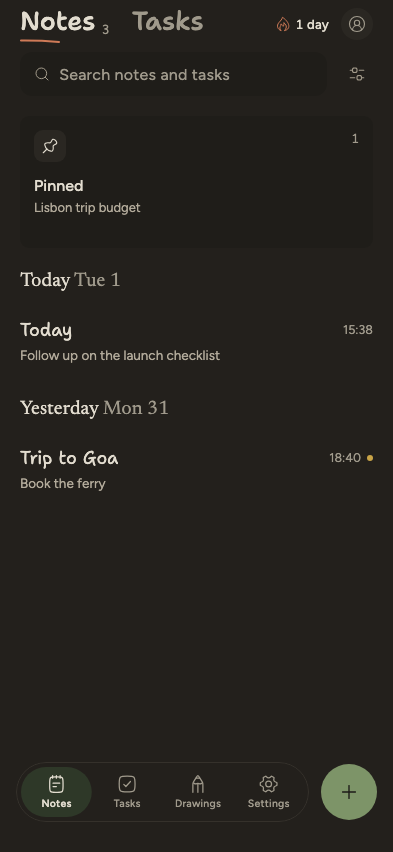 Notes 3 Tasks 1 day
Search notes and tasks
1
Pinned
Lisbon trip budget
Today Tue 1
Today 15:38
Follow up on the launch checklist
Yesterday Mon 31
Trip to Goa 18:40
Book the ferry
Notes Tasks Drawings Settings